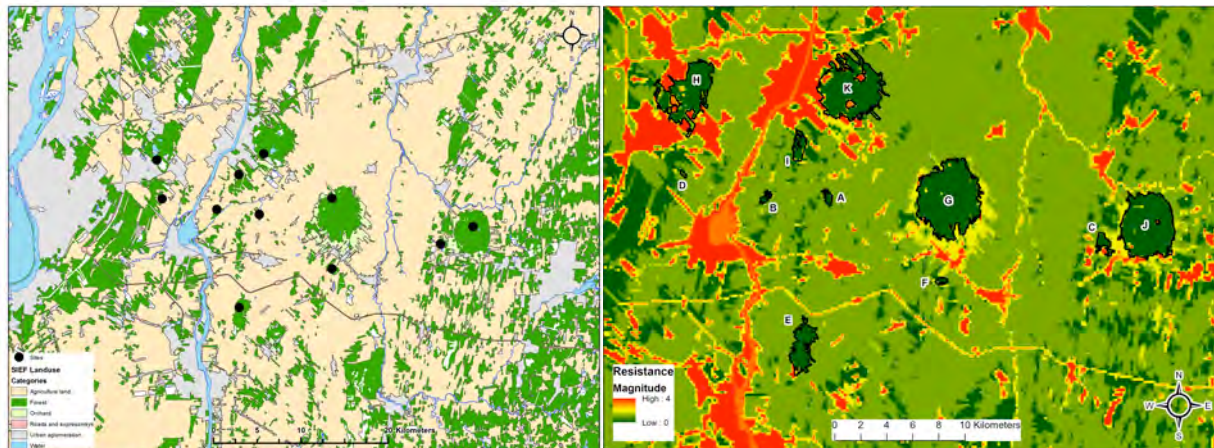 N
Sites
SIEF Landuse
Categories
Agricultural land
Forest
Orchard
Roads and expressways
Urban aglomeration
Water
0 5 10 20 Kilometers
H
K
I
D
B
A
G
C
J
F
E
Resistance
Magnitude
High : 4
Low : 0
0 2 4 6 8 10 Kilometers
N
W E
S